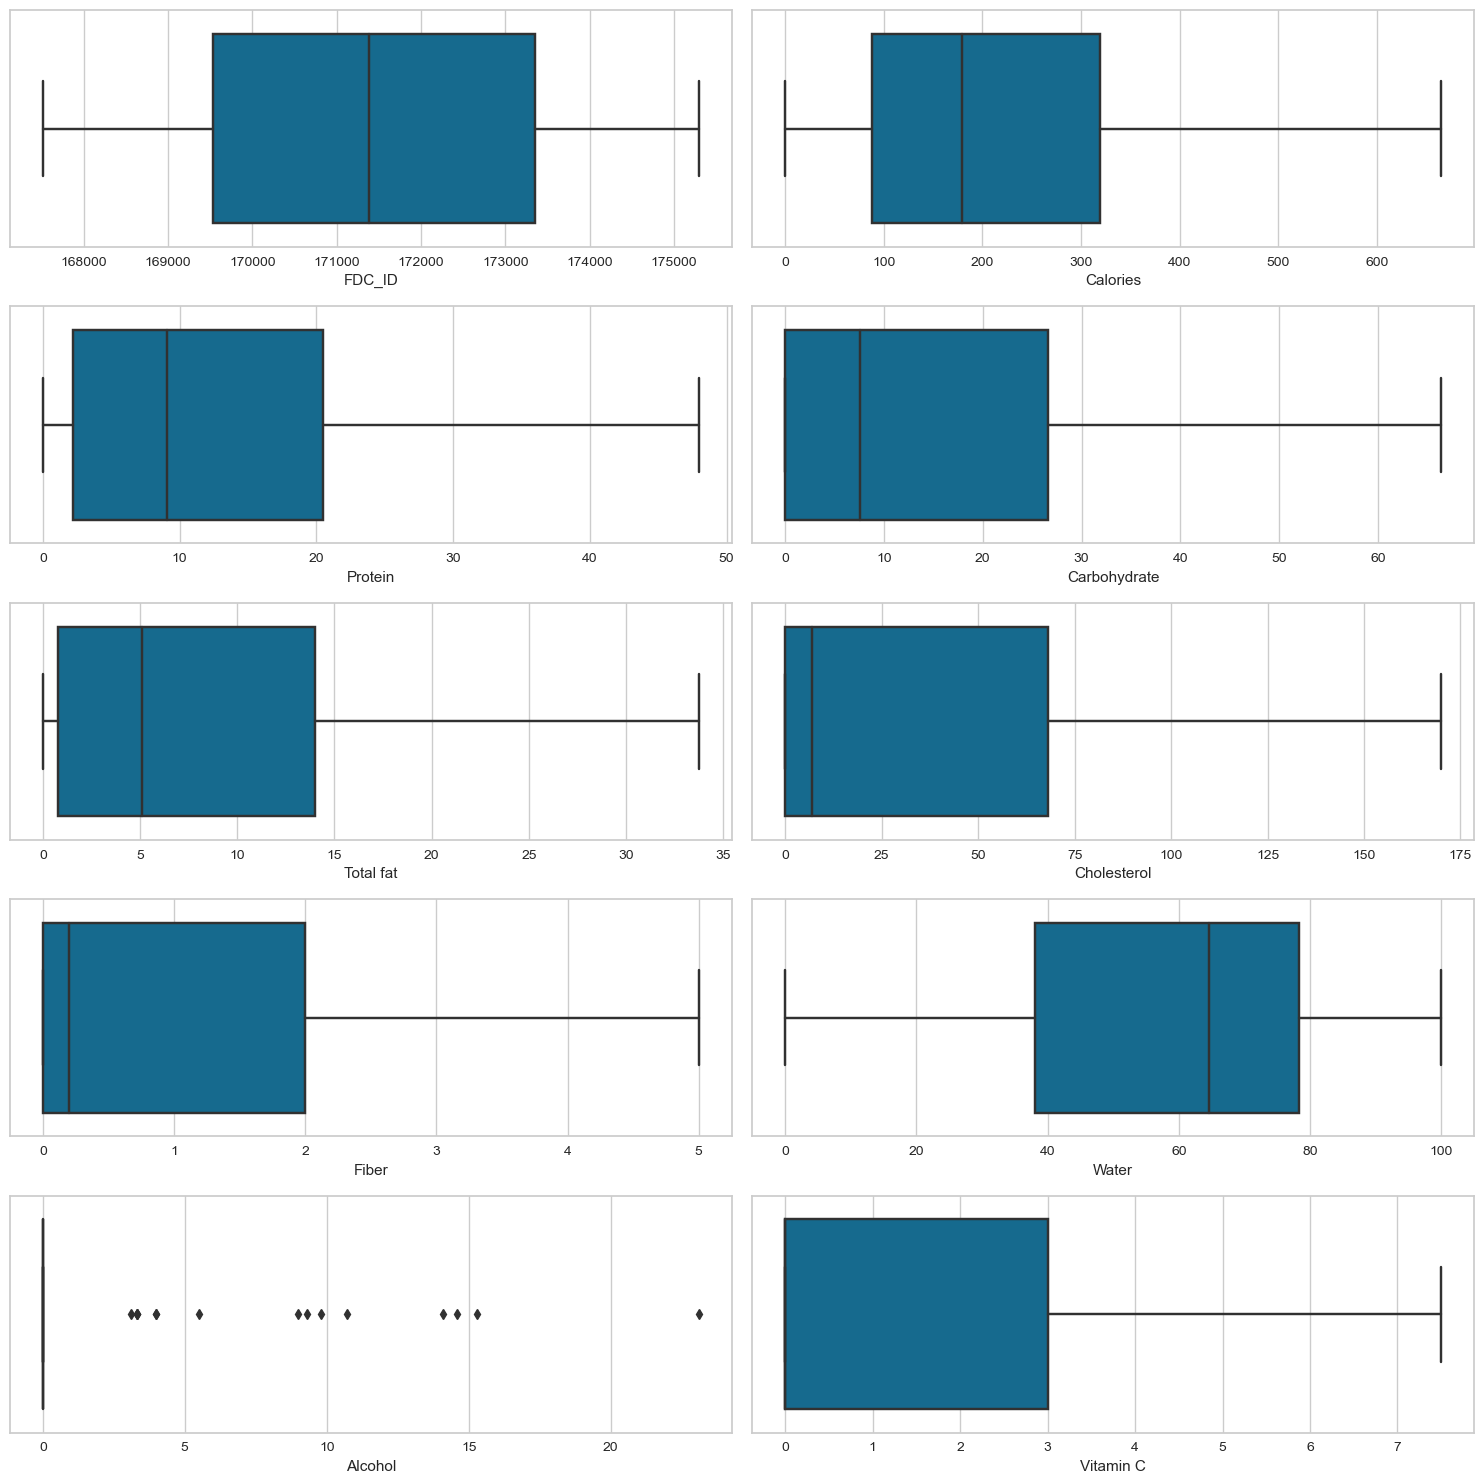 168000 169000 170000 171000 172000 173000 174000 175000
FDC_ID
0 100 200 300 400 500 600
Calories
0 10 20 30 40 50
Protein
0 10 20 30 40 50 60
Carbohydrate
0 5 10 15 20 25 30 35
Total fat
0 25 50 75 100 125 150 175
Cholesterol
0 1 2 3 4 5
Fiber
0 20 40 60 80 100
Water
0 5 10 15 20
Alcohol
0 1 2 3 4 5 6 7
Vitamin C